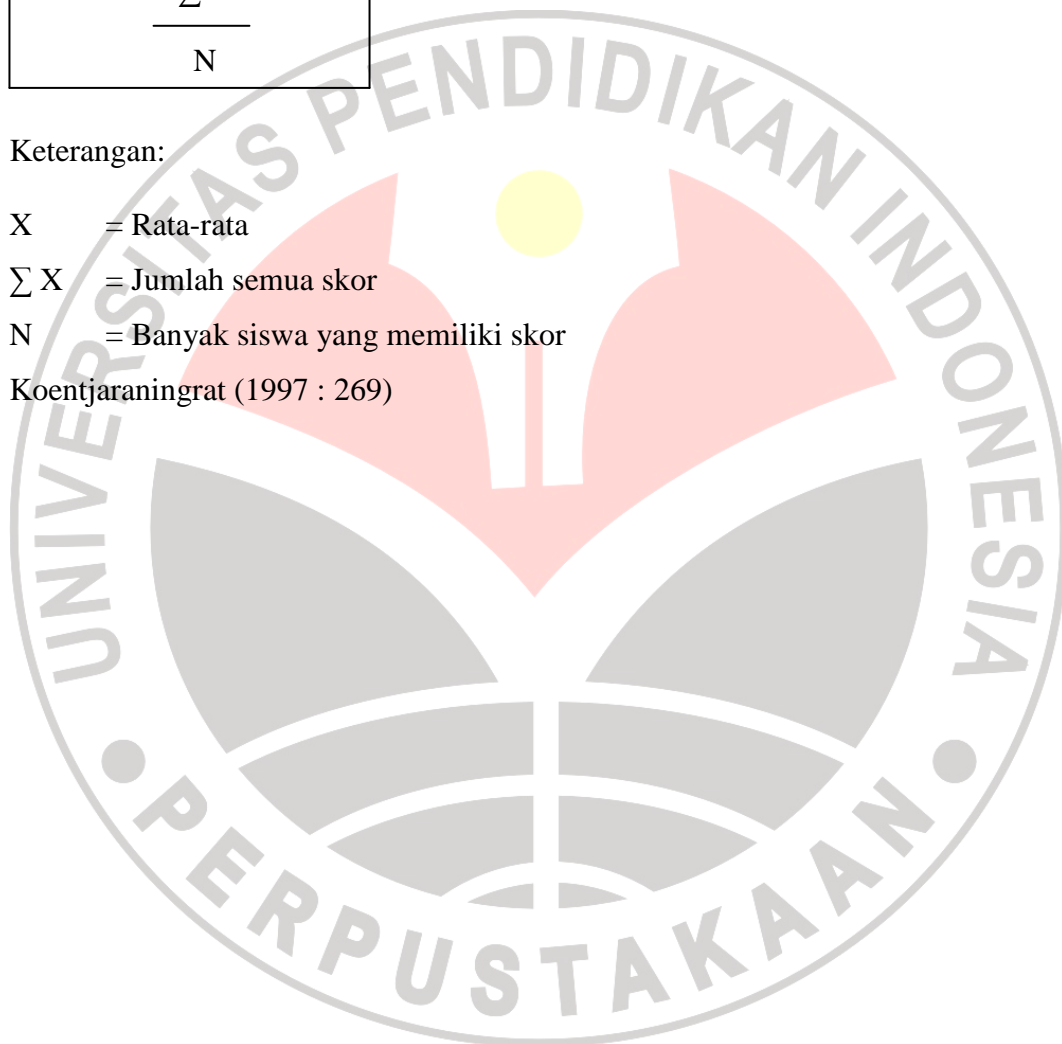 ∑
N
Keterangan:
X = Rata-rata
∑ X = Jumlah semua skor
N = Banyak siswa yang memiliki skor
Koentjaraningrat (1997 : 269)
UNIVERSITAS PENDIDIKAN INDONESIA
PERPUSTAKAAN